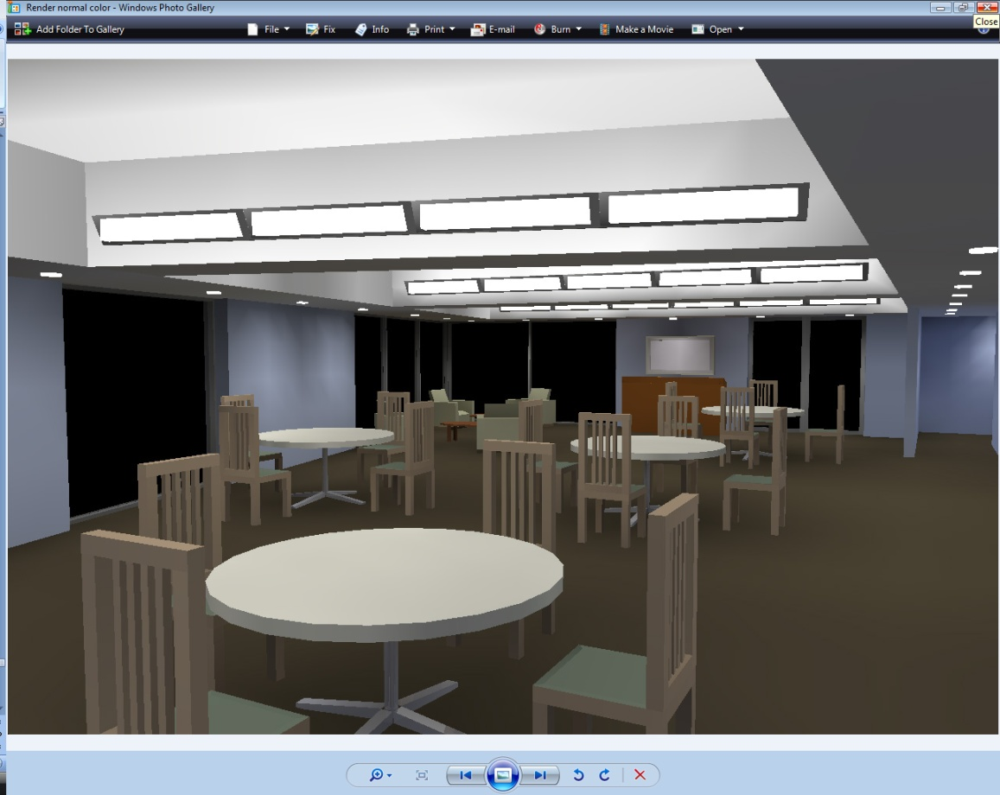 Render normal color - Windows Photo Gallery
Close
Add Folder To Gallery File Fix Info Print E-mail Burn Make a Movie Open